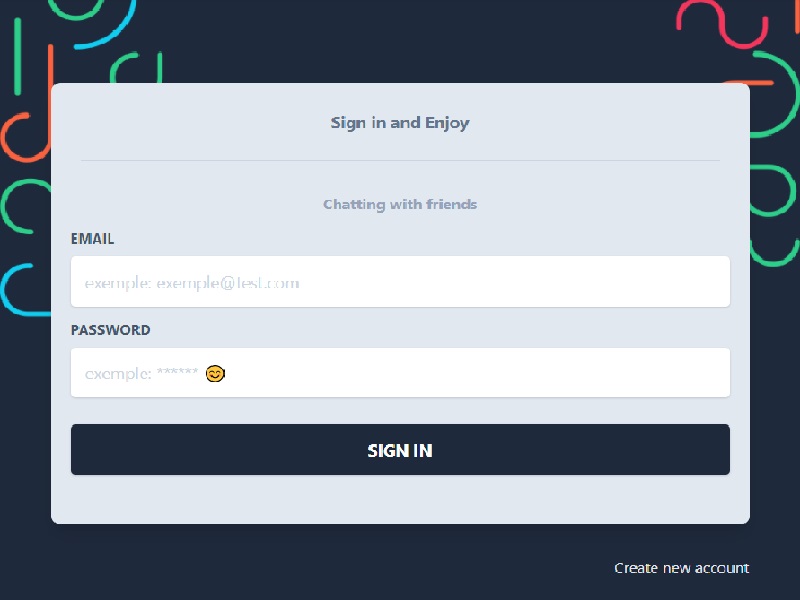 Sign in and Enjoy
Chatting with friends
EMAIL
exemple: exemple@test.com
PASSWORD
exemple: ****** 😊
SIGN IN
Create new account